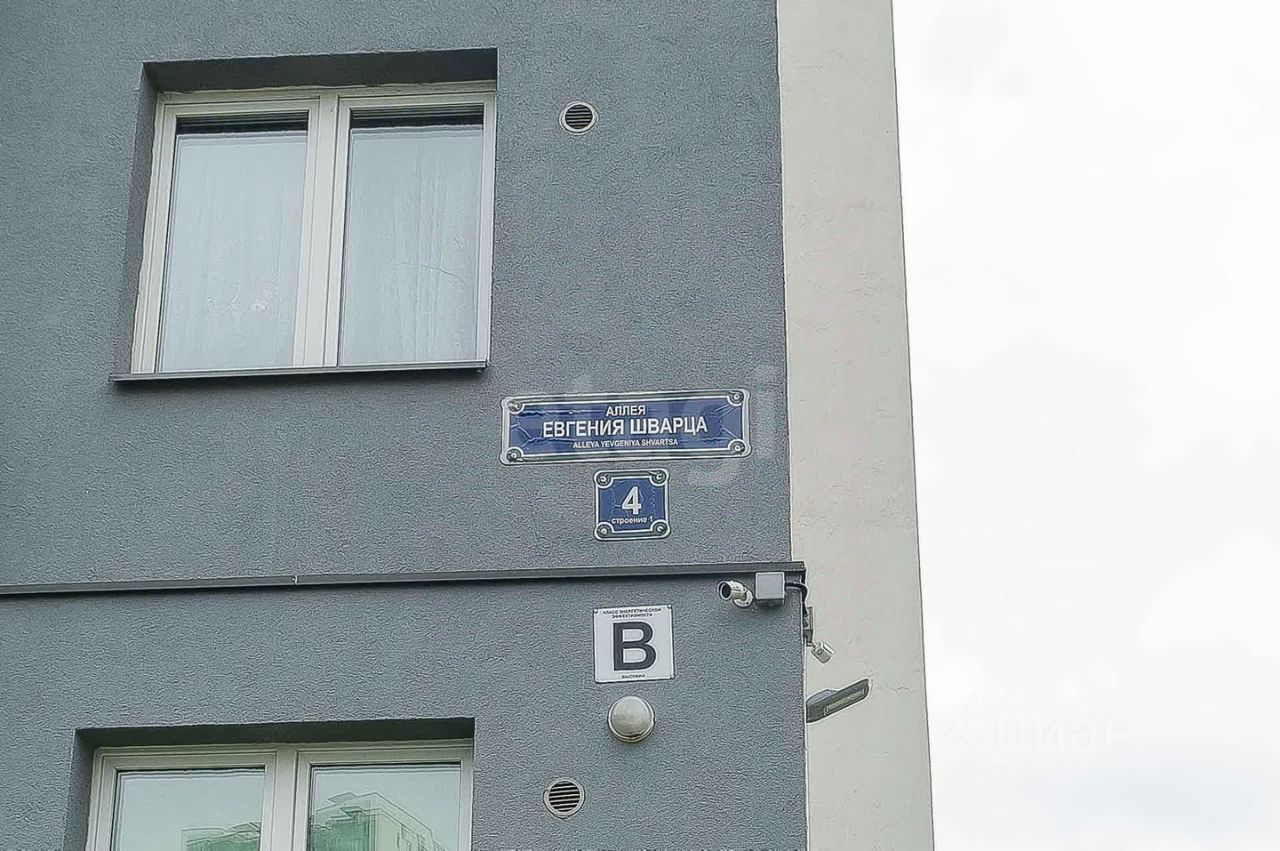 АЛЛЕЯ
ЕВГЕНИЯ ШВАРЦА
ALLEYA YEVGENIYA SHVARTSA
4
строение 1
КЛАСС ЭНЕРГЕТИЧЕСКОЙ
ЭФФЕКТИВНОСТИ
B
ВЫСОКИЙ
циан